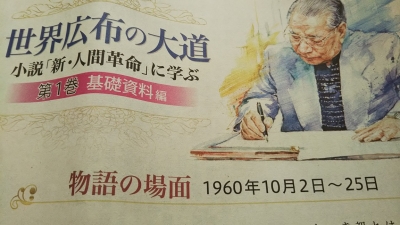 世界広布の大道
小説「新・人間革命」に学ぶ
第1巻 基礎資料編
物語の場面 1960年10月2日～25日